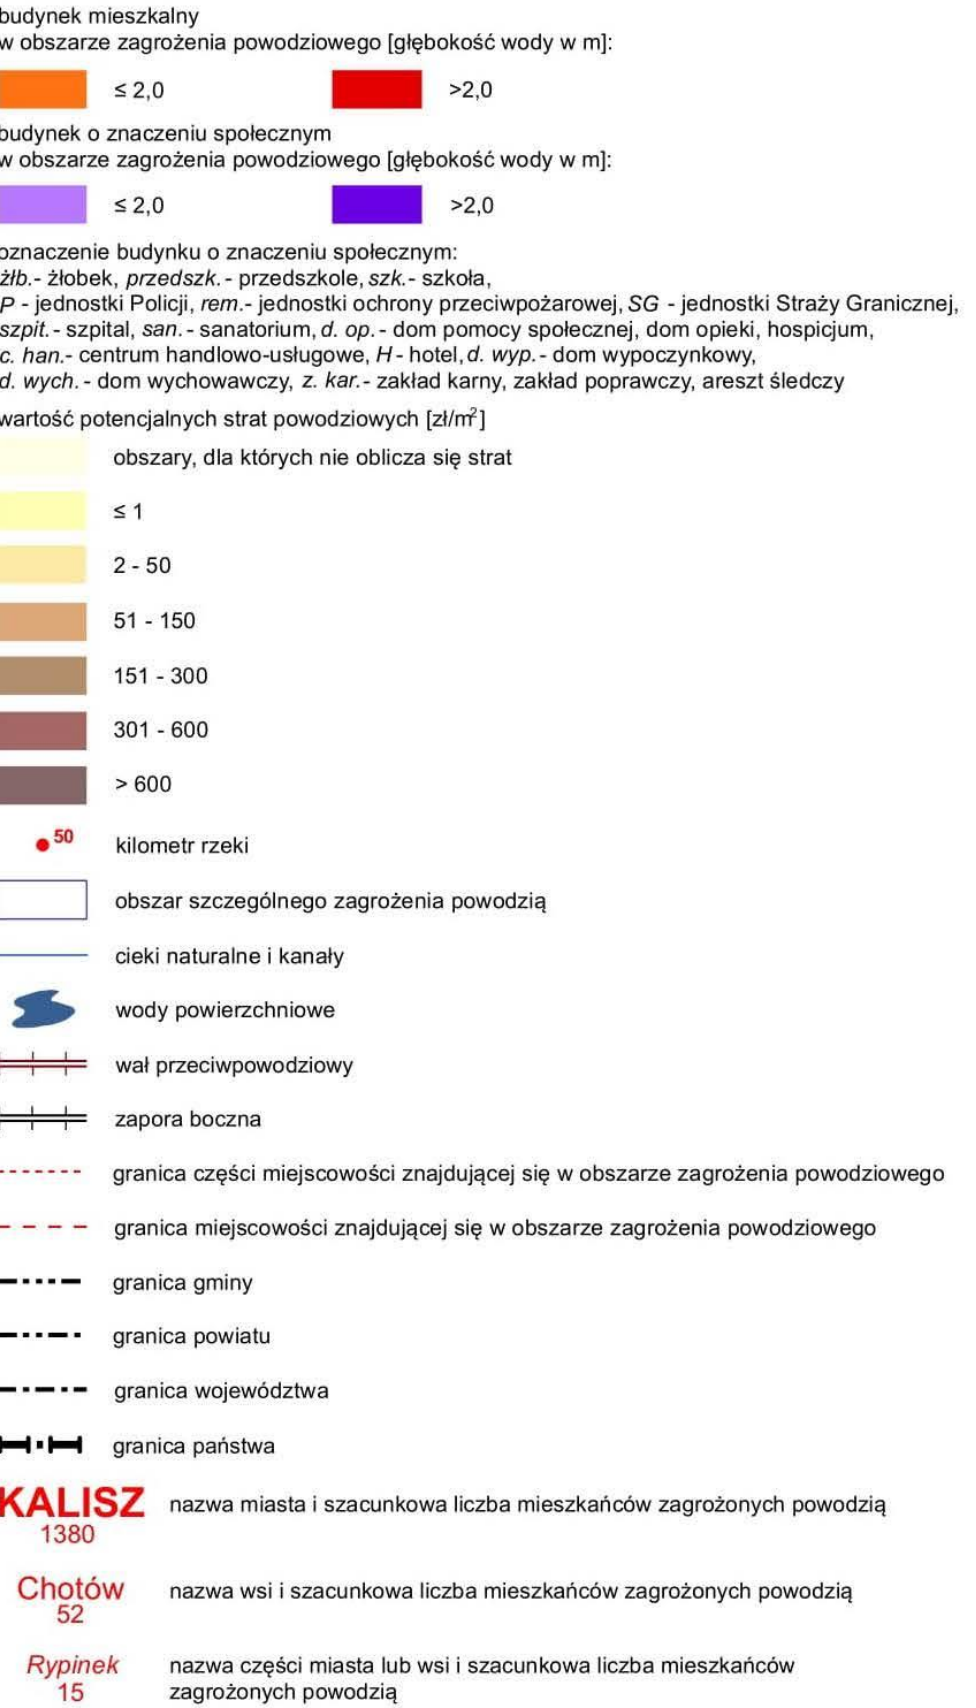 budynek mieszkalny
w obszarze zagrożenia powodziowego [głębokość wody w m]:
≤ 2,0 >2,0
budynek o znaczeniu społecznym
w obszarze zagrożenia powodziowego [głębokość wody w m]:
≤ 2,0 >2,0
oznaczenie budynku o znaczeniu społecznym:
żłb.- żłobek, przedszk.- przedszkole, szk.- szkoła,
P - jednostki Policji, rem.- jednostki ochrony przeciwpożarowej, SG - jednostki Straży Granicznej,
szpit.- szpital, san.- sanatorium, d. op.- dom pomocy społecznej, dom opieki, hospicjum,
c. han.- centrum handlowo-usługowe, H - hotel, d. wyp.- dom wypoczynkowy,
d. wych.- dom wychowawczy, z. kar.- zakład karny, zakład poprawczy, areszt śledczy
wartość potencjalnych strat powodziowych [zł/m²]
obszary, dla których nie oblicza się strat
≤ 1
2 - 50
51 - 150
151 - 300
301 - 600
> 600
50 kilometr rzeki
obszar szczególnego zagrożenia powodzią
cieki naturalne i kanały
wody powierzchniowe
wał przeciwpowodziowy
zapora boczna
granica części miejscowości znajdującej się w obszarze zagrożenia powodziowego
granica miejscowości znajdującej się w obszarze zagrożenia powodziowego
granica gminy
granica powiatu
granica województwa
granica państwa
KALISZ nazwa miasta i szacunkowa liczba mieszkańców zagrożonych powodzią
1380
Chotów nazwa wsi i szacunkowa liczba mieszkańców zagrożonych powodzią
52
Rypinek nazwa części miasta lub wsi i szacunkowa liczba mieszkańców
15 zagrożonych powodzią